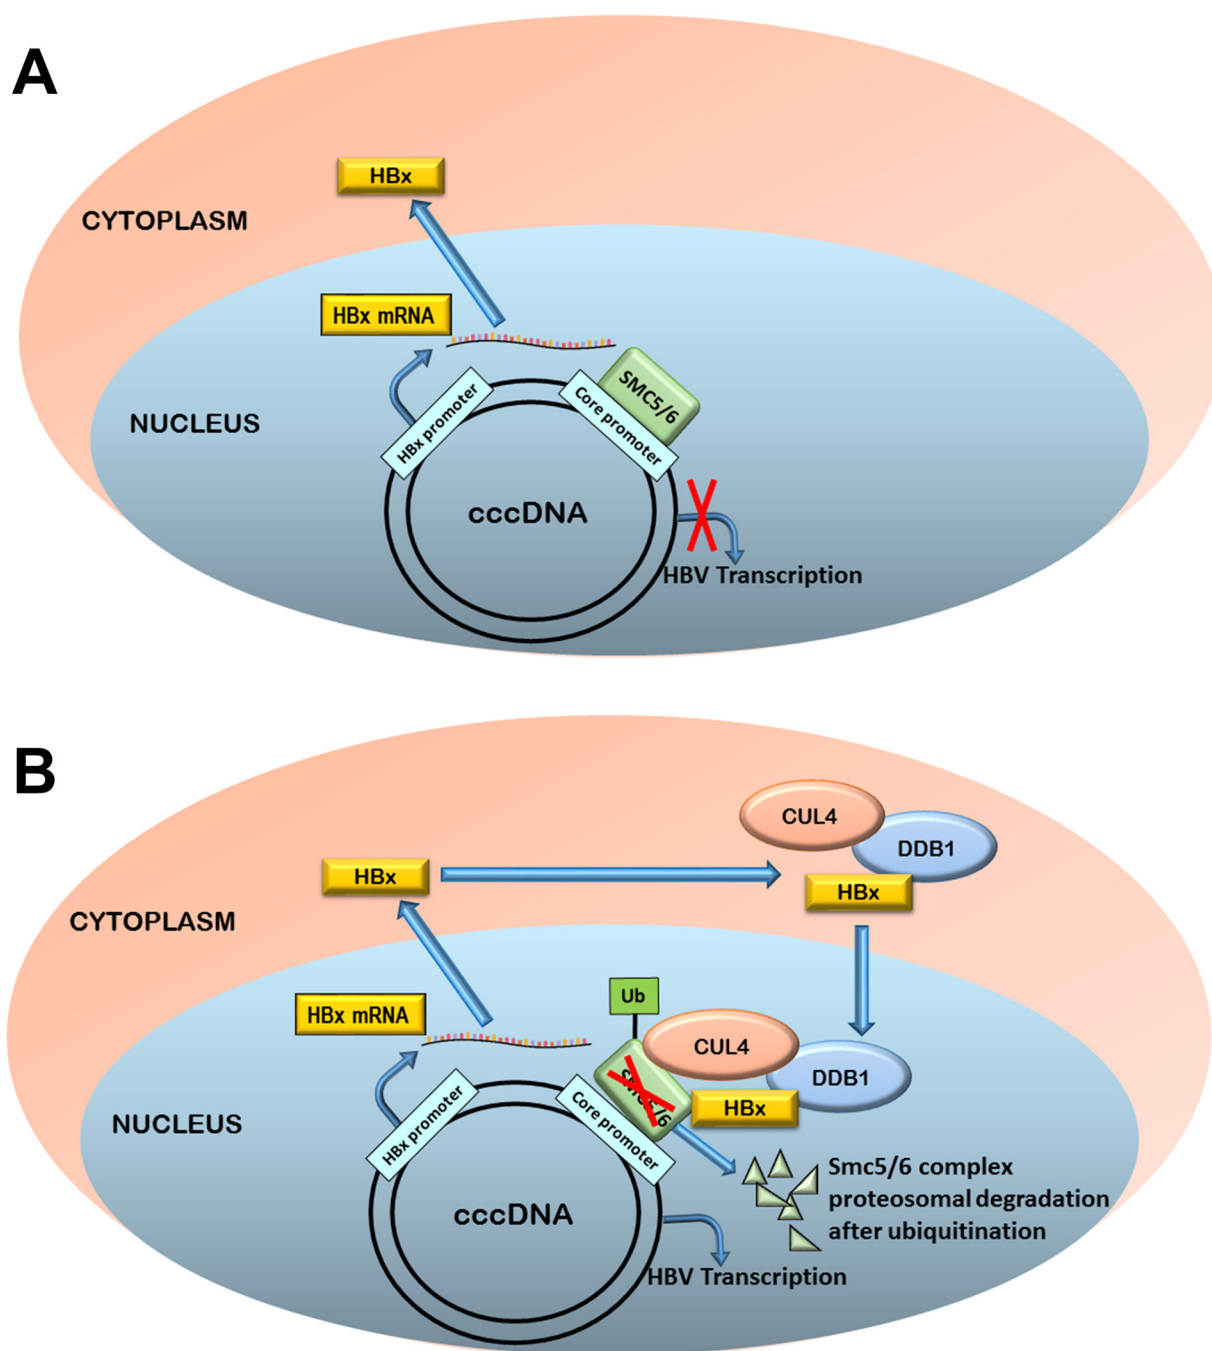 A
HBx
CYTOPLASM
HBx mRNA
SMC5/6
HBx promoter
Core promoter
NUCLEUS
cccDNA
HBV Transcription
B
CUL4
DDB1
HBx
HBx
CYTOPLASM
Ub
HBx mRNA
CUL4
DDB1
SMC5/6
HBx
HBx promoter
Core promoter
NUCLEUS
Smc5/6 complex
proteosomal degradation
after ubiquitination
cccDNA
HBV Transcription